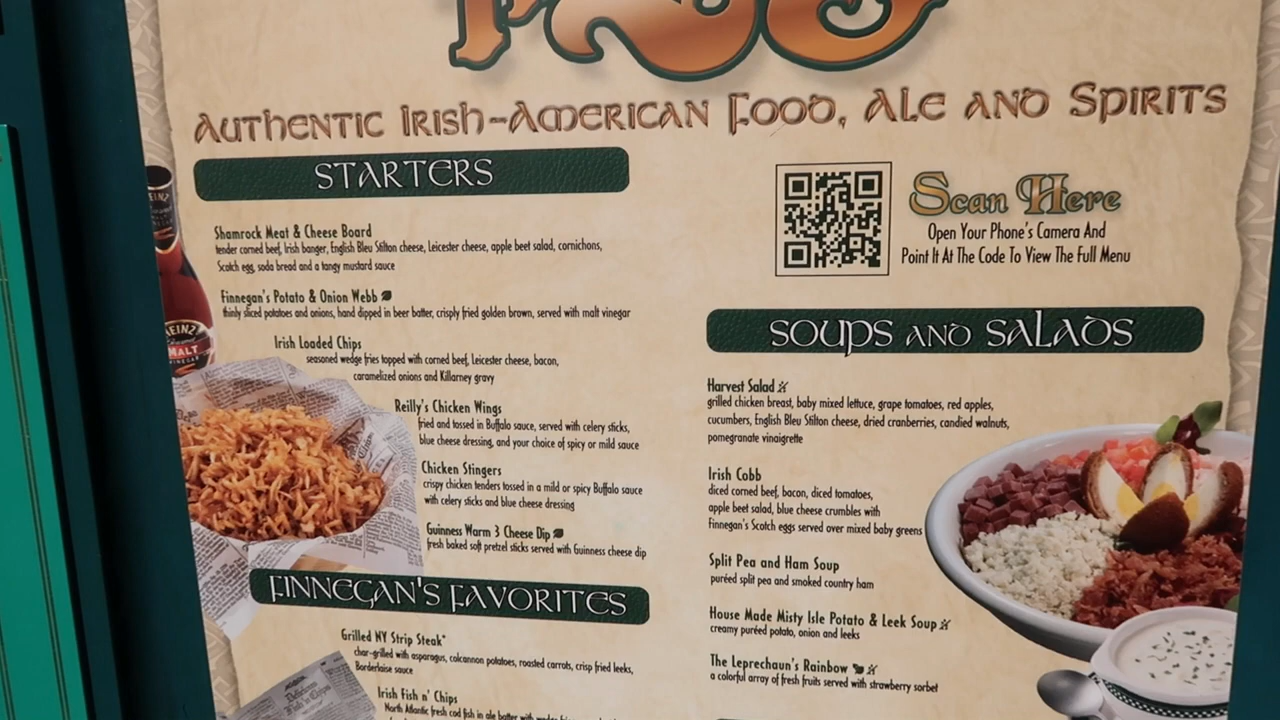 Authentic Irish-American Food, Ale and Spirits
STARTERS
Shamrock Meat & Cheese Board
tender corned beef, Irish banger, English Bleu Stilton cheese, Leicester cheese, apple beet salad, cornichons,
Scotch egg, soda bread and a tangy mustard sauce
Finnegan's Potato & Onion Webb
thinly sliced potatoes and onions, hand dipped in beer batter, crisply fried golden brown, served with malt vinegar
Irish Loaded Chips
seasoned wedge fries topped with corned beef, Leicester cheese, bacon,
caramelized onions and Killarney gravy
Reilly's Chicken Wings
fried and tossed in Buffalo sauce, served with celery sticks,
blue cheese dressing, and your choice of spicy or mild sauce
Chicken Stingers
crispy chicken tenders tossed in a mild or spicy Buffalo sauce
with celery sticks and blue cheese dressing
Guinness Warm 3 Cheese Dip
fresh baked soft pretzel sticks served with Guinness cheese dip
FINNEGAN'S FAVORITES
Grilled NY Strip Steak*
char-grilled with asparagus, colcannon potatoes, roasted carrots, crisp fried leeks,
Borderlaise sauce
Irish Fish n' Chips
North Atlantic fresh cod fish in ale batter with wedge
Scan Here
Open Your Phone's Camera And
Point It At The Code To View The Full Menu
SOUPS AND SALADS
Harvest Salad
grilled chicken breast, baby mixed lettuce, grape tomatoes, red apples,
cucumbers, English Bleu Stilton cheese, dried cranberries, candied walnuts,
pomegranate vinaigrette
Irish Cobb
diced corned beef, bacon, diced tomatoes,
apple beet salad, blue cheese crumbles with
Finnegan's Scotch eggs served over mixed baby greens
Split Pea and Ham Soup
puréed split pea and smoked country ham
House Made Misty Isle Potato & Leek Soup
creamy puréed potato, onion and leeks
The Leprechaun's Rainbow
a colorful array of fresh fruits served with strawberry sorbet
HEINZ
MALT
VINEGAR